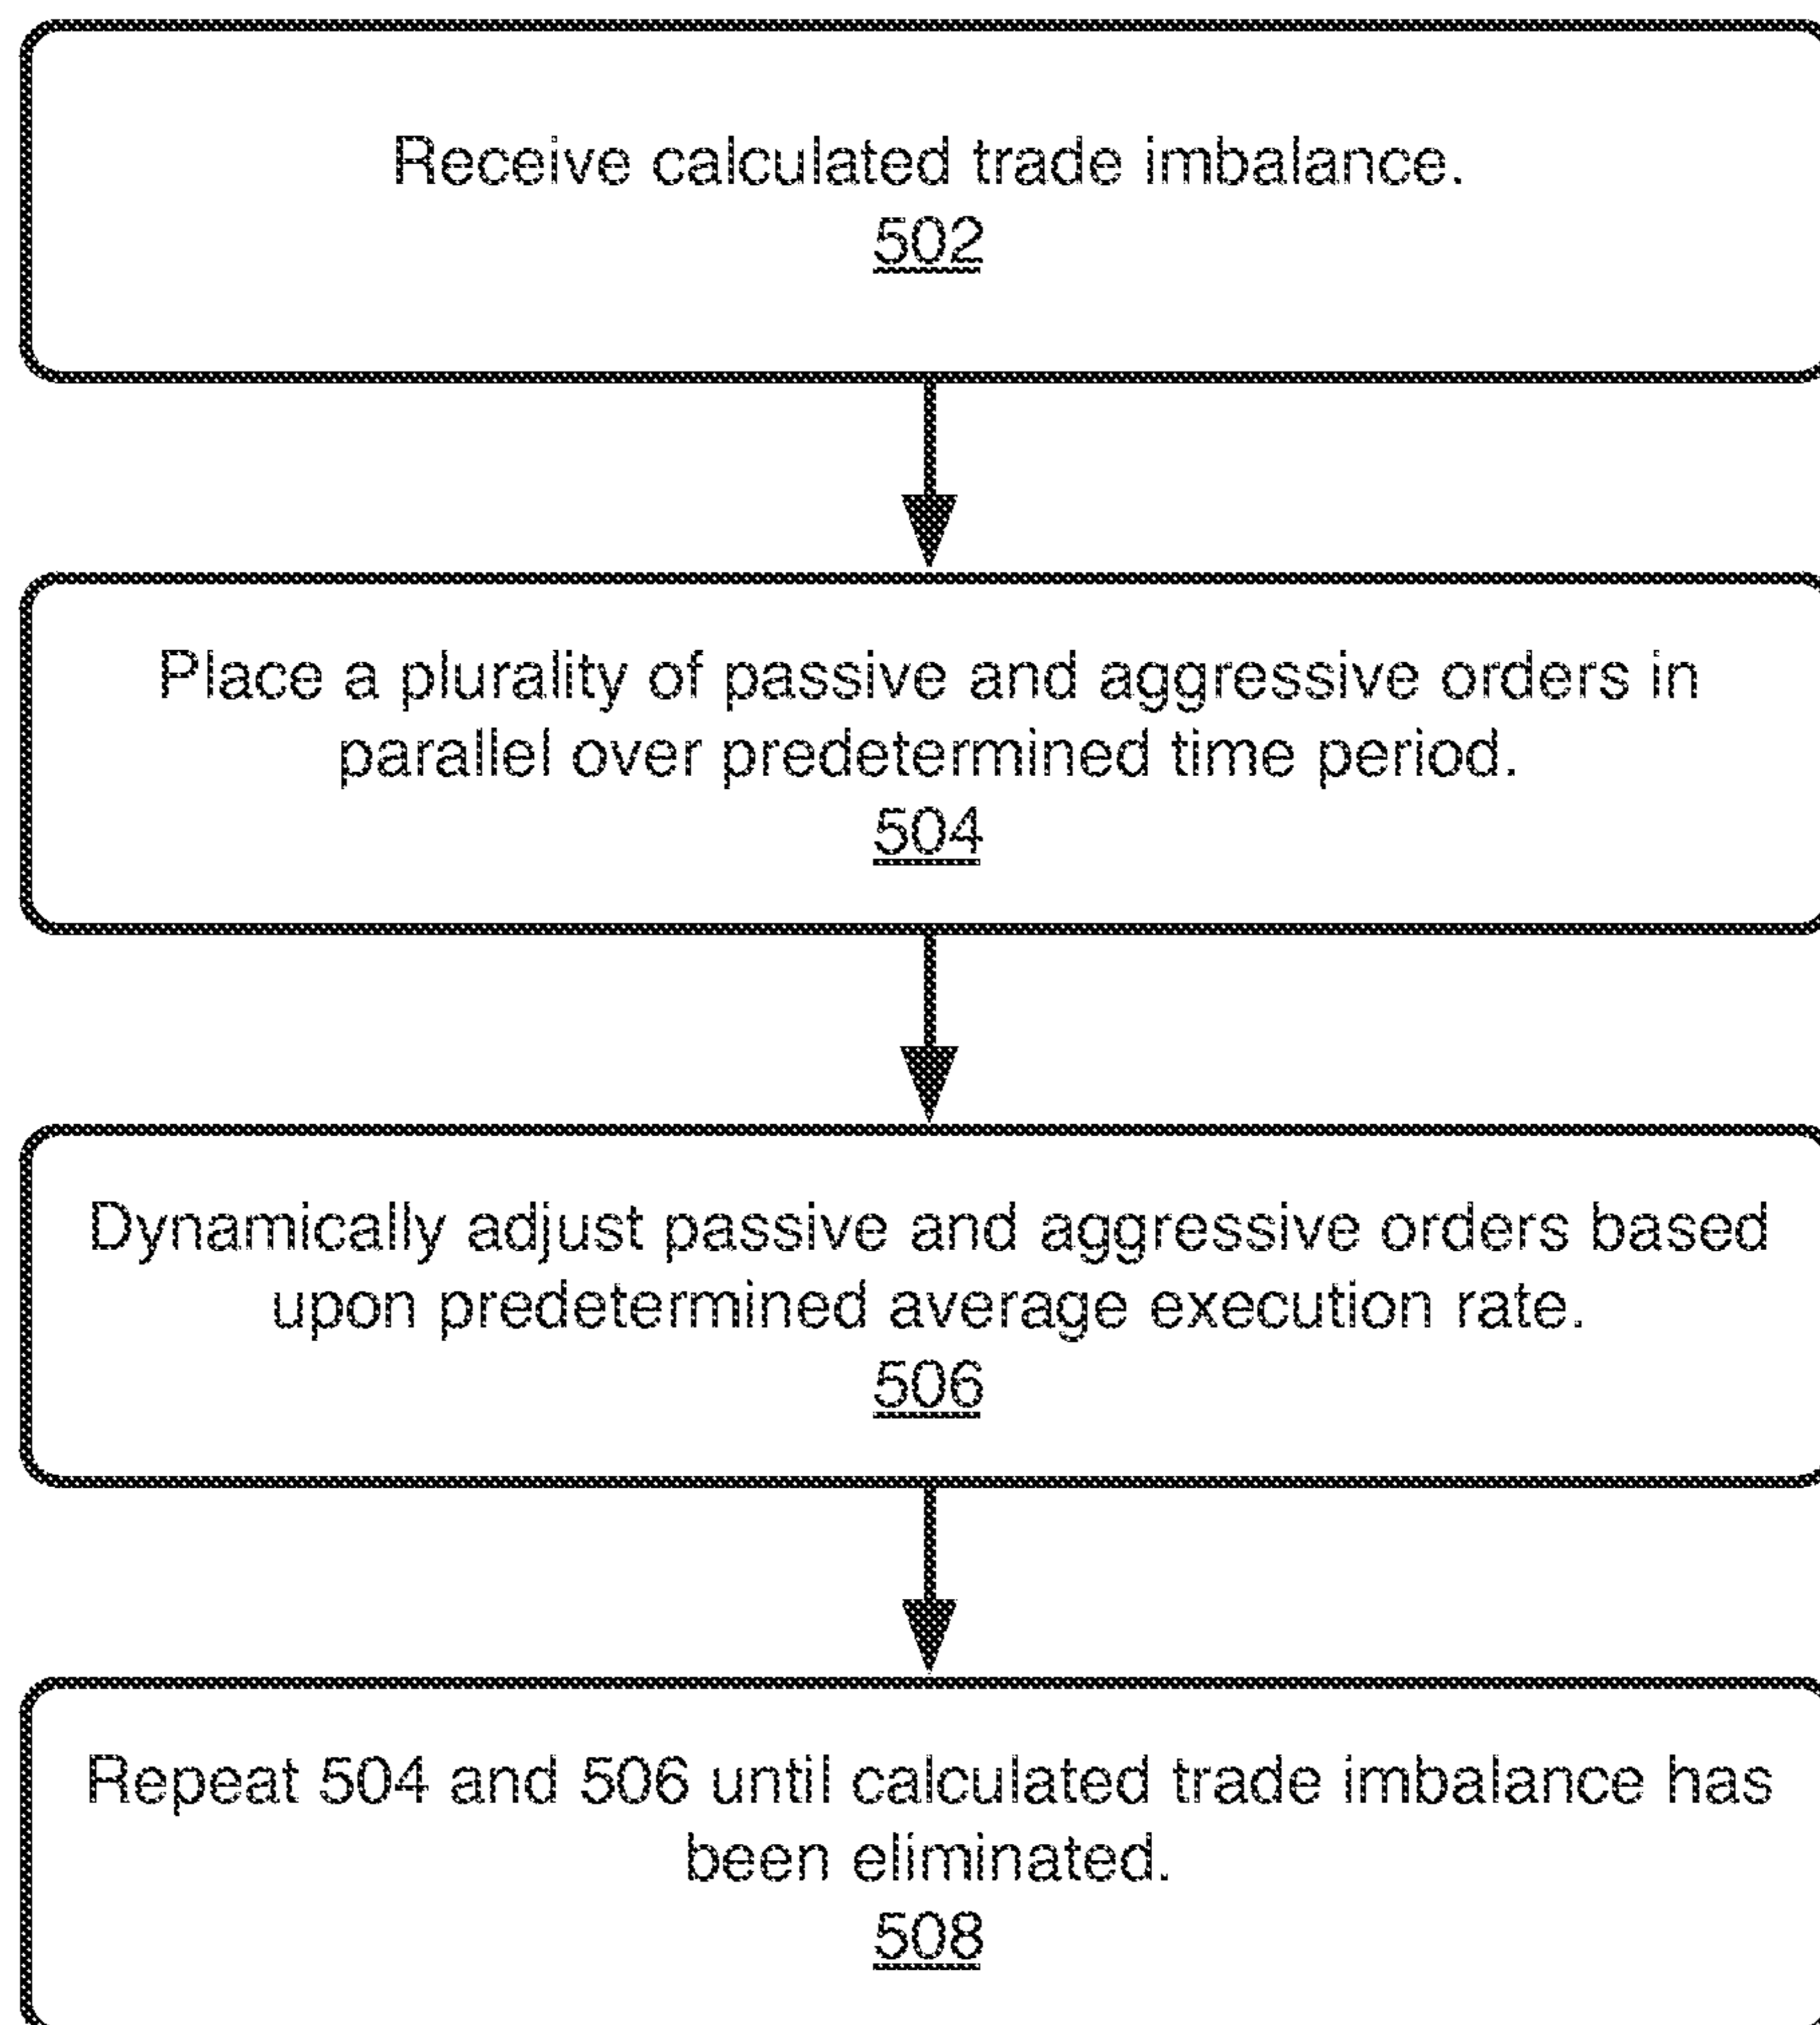 Receive calculated trade imbalance.
502
Place a plurality of passive and aggressive orders in
parallel over predetermined time period.
504
Dynamically adjust passive and aggressive orders based
upon predetermined average execution rate.
506
Repeat 504 and 506 until calculated trade imbalance has
been eliminated.
508